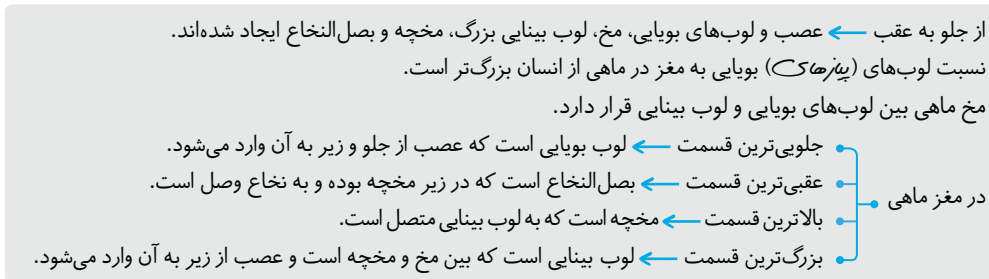 از جلو به عقب ← عصب و لوب‌های بویایی، مخ، لوب بینایی بزرگ، مخچه و بصل‌النخاع ایجاد شده‌اند.
نسبت لوب‌های (پیازهای) بویایی به مغز در ماهی از انسان بزرگ‌تر است.
مخ ماهی بین لوب‌های بویایی و لوب بینایی قرار دارد.
در مغز ماهی
جلویی‌ترین قسمت ← لوب بویایی است که عصب از جلو و زیر به آن وارد می‌شود.
عقبی‌ترین قسمت ← بصل‌النخاع است که در زیر مخچه بوده و به نخاع وصل است.
بالاترین قسمت ← مخچه است که به لوب بینایی متصل است.
بزرگ‌ترین قسمت ← لوب بینایی است که بین مخ و مخچه است و عصب از زیر به آن وارد می‌شود.